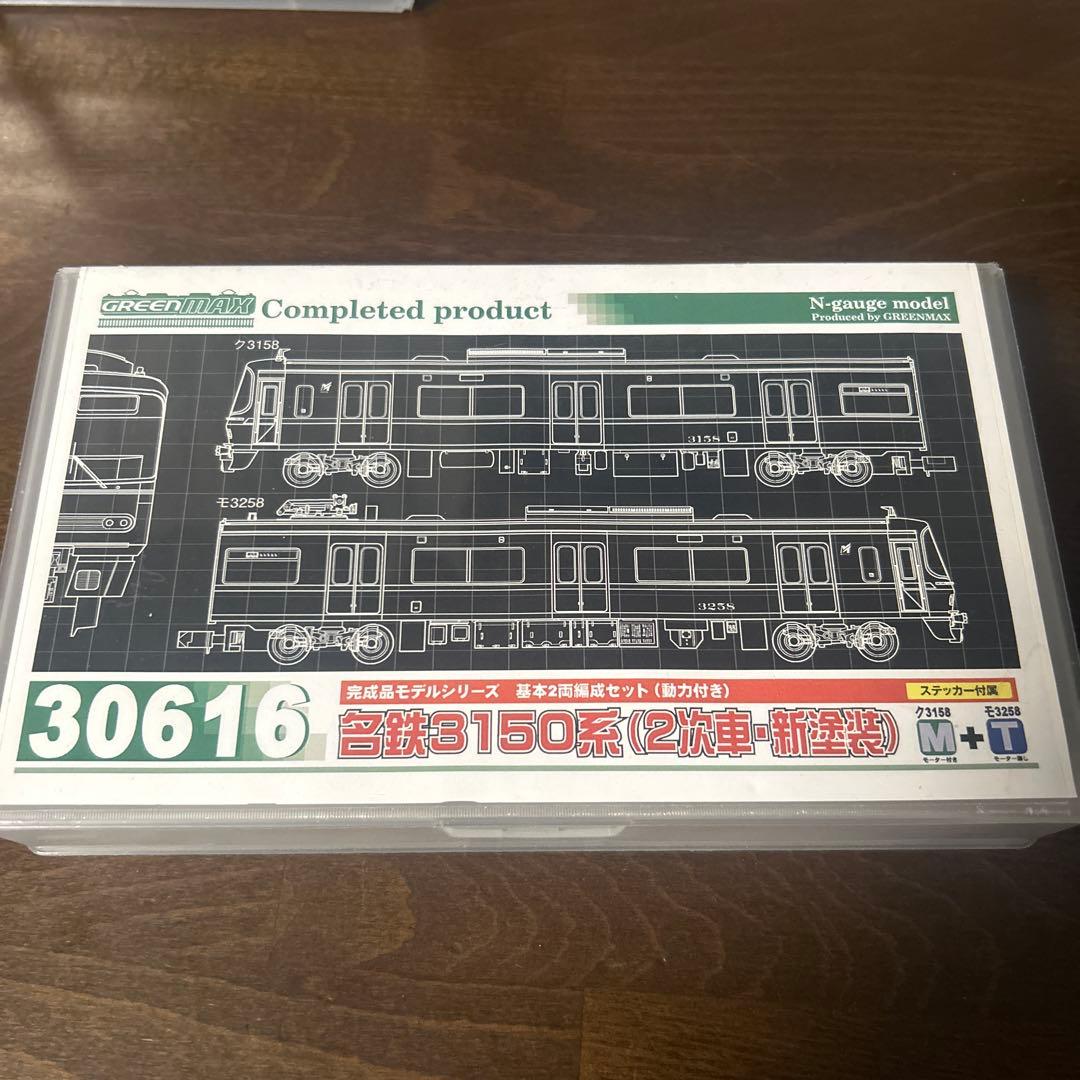 GREENMAX Completed product
N-gauge model
Produced by GREENMAX
ク3158
3158
モ3258
3258
30616
完成品モデルシリーズ 基本2両編成セット(動力付き)
ステッカー付属
名鉄3150系(2次車・新塗装)
ク3158 モ3258
M+T
モーター付き モーター無し